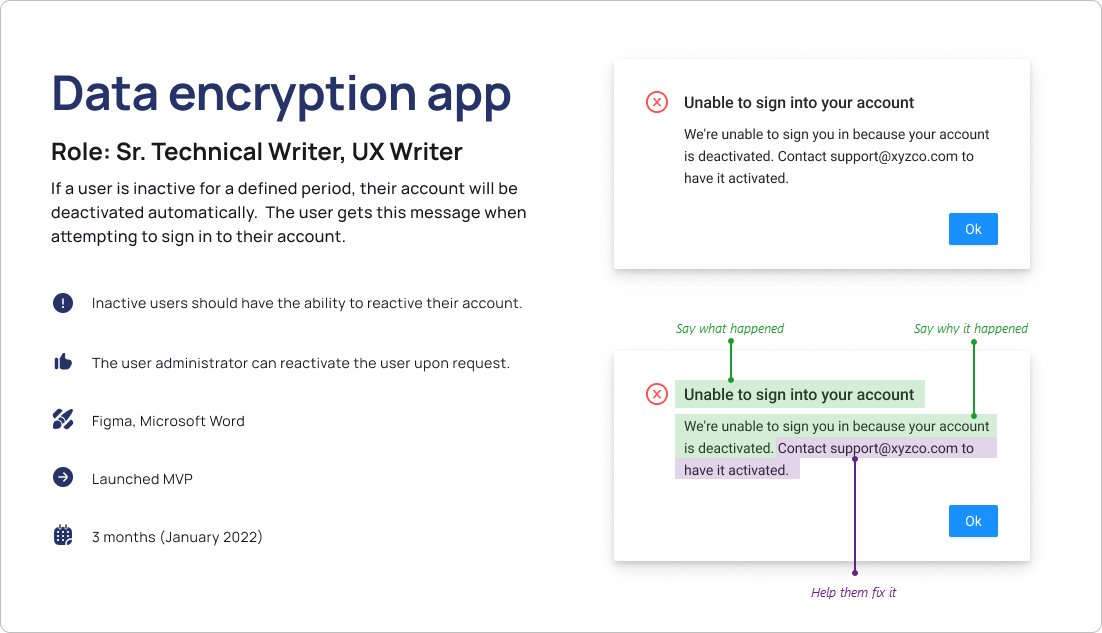 Data encryption app
Role: Sr. Technical Writer, UX Writer
If a user is inactive for a defined period, their account will be
deactivated automatically.  The user gets this message when
attempting to sign in to their account.
Inactive users should have the ability to reactive their account.
The user administrator can reactivate the user upon request.
Figma, Microsoft Word
Launched MVP
3 months (January 2022)
Unable to sign into your account
We're unable to sign you in because your account
is deactivated. Contact support@xyzco.com to
have it activated.
Ok
Say what happened
Say why it happened
Unable to sign into your account
We're unable to sign you in because your account
is deactivated. Contact support@xyzco.com to
have it activated.
Ok
Help them fix it